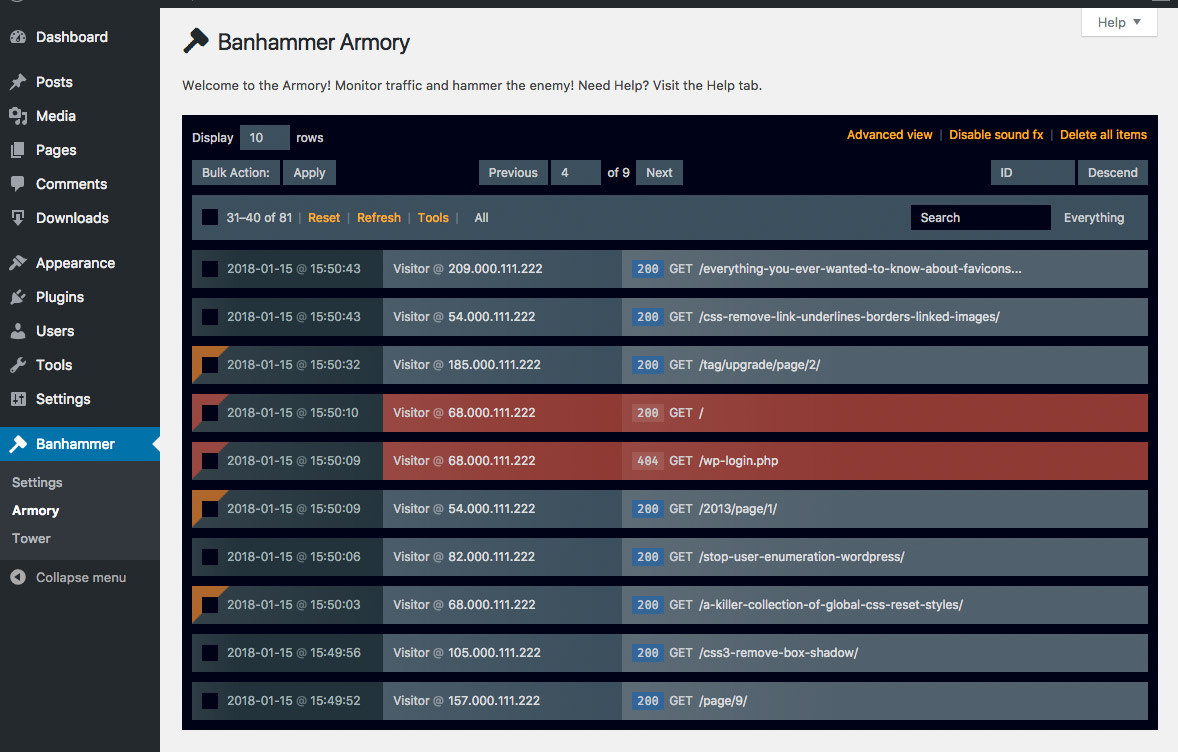 Dashboard
Posts
Media
Pages
Comments
Downloads
Appearance
Plugins
Users
Tools
Settings
Banhammer
Settings
Armory
Tower
Collapse menu
Help ▼
Banhammer Armory
Welcome to the Armory! Monitor traffic and hammer the enemy! Need Help? Visit the Help tab.
Display 10 rows
Advanced view | Disable sound fx | Delete all items
Bulk Action: Apply Previous 4 of 9 Next ID Descend
31–40 of 81 | Reset | Refresh | Tools | All Search Everything
2018-01-15 @ 15:50:43 Visitor @ 209.000.111.222 200 GET /everything-you-ever-wanted-to-know-about-favicons...
2018-01-15 @ 15:50:43 Visitor @ 54.000.111.222 200 GET /css-remove-link-underlines-borders-linked-images/
2018-01-15 @ 15:50:32 Visitor @ 185.000.111.222 200 GET /tag/upgrade/page/2/
2018-01-15 @ 15:50:10 Visitor @ 68.000.111.222 200 GET /
2018-01-15 @ 15:50:09 Visitor @ 68.000.111.222 404 GET /wp-login.php
2018-01-15 @ 15:50:09 Visitor @ 54.000.111.222 200 GET /2013/page/1/
2018-01-15 @ 15:50:06 Visitor @ 82.000.111.222 200 GET /stop-user-enumeration-wordpress/
2018-01-15 @ 15:50:03 Visitor @ 68.000.111.222 200 GET /a-killer-collection-of-global-css-reset-styles/
2018-01-15 @ 15:49:56 Visitor @ 105.000.111.222 200 GET /css3-remove-box-shadow/
2018-01-15 @ 15:49:52 Visitor @ 157.000.111.222 200 GET /page/9/